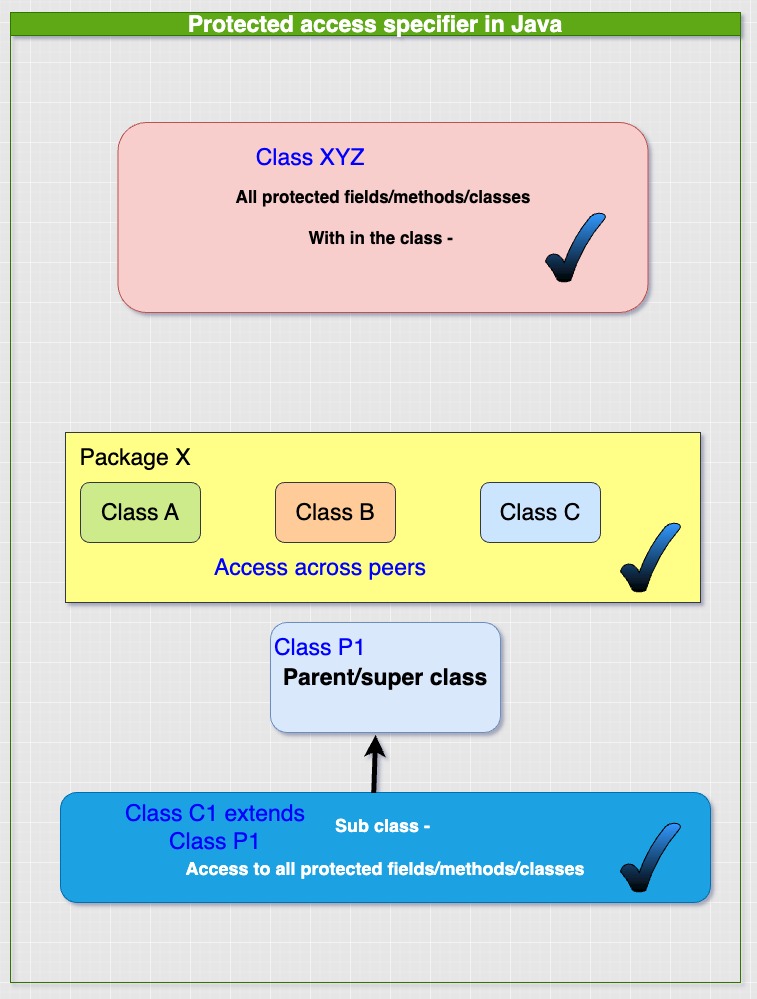 Protected access specifier in Java
Class XYZ
All protected fields/methods/classes
With in the class -
Package X
Class A
Class B
Class C
Access across peers
Class P1
Parent/super class
Class C1 extends
Class P1
Sub class -
Access to all protected fields/methods/classes